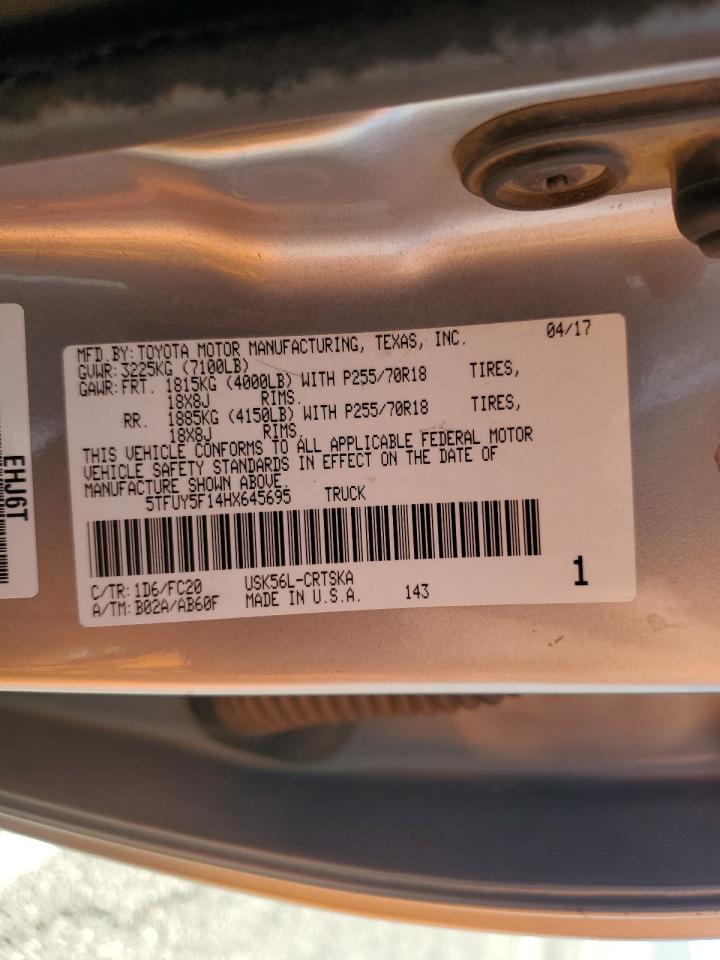 MFD.BY:TOYOTA MOTOR MANUFACTURING, TEXAS, INC. 04/17
GVWR:3225KG (7100LB)
GAWR:FRT. 1815KG (4000LB) WITH P255/70R18 TIRES,
18X8J RIMS.
RR. 1885KG (4150LB) WITH P255/70R18 TIRES,
18X8J RIMS.
THIS VEHICLE CONFORMS TO ALL APPLICABLE FEDERAL MOTOR
VEHICLE SAFETY STANDARDS IN EFFECT ON THE DATE OF
MANUFACTURE SHOWN ABOVE.
5TFUY5F14HX645695 TRUCK
C/TR:1D6/FC20 USK56L-CRTSKA 1
A/TM:B02A/AB60F MADE IN U.S.A. 143
EHJ6T